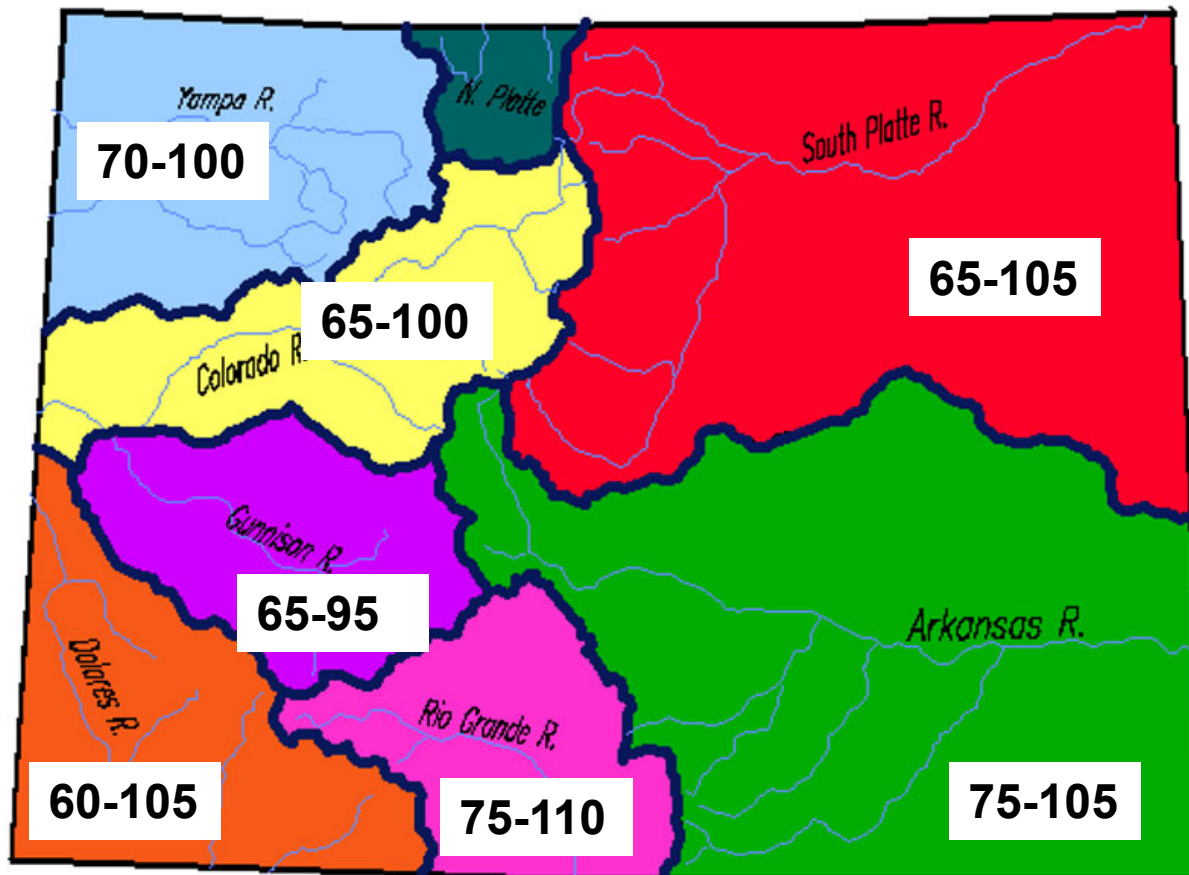 Yampa R.
N. Platte
South Platte R.
70-100
65-105
65-100
Colorado R.
Gunnison R.
65-95
Arkansas R.
Dolares R.
Rio Grande R.
60-105
75-110
75-105